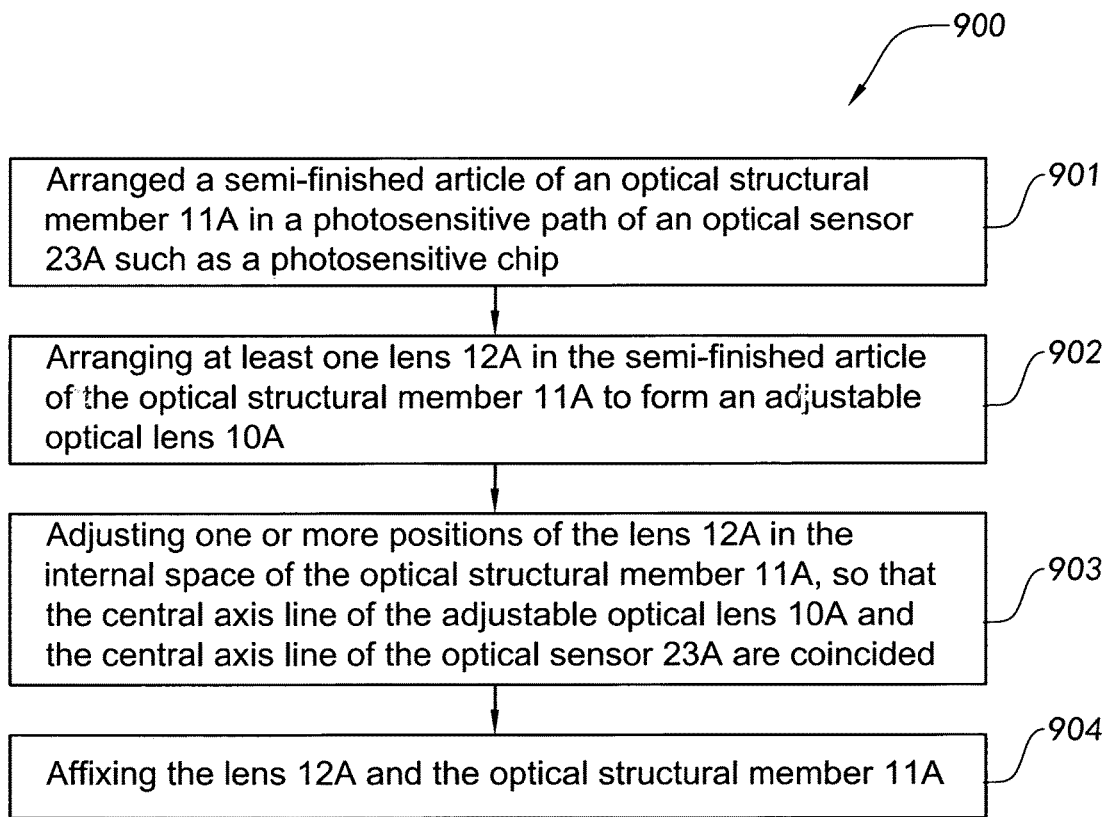 900
Arranged a semi-finished article of an optical structural
member 11A in a photosensitive path of an optical sensor
23A such as a photosensitive chip
901
Arranging at least one lens 12A in the semi-finished article
of the optical structural member 11A to form an adjustable
optical lens 10A
902
Adjusting one or more positions of the lens 12A in the
internal space of the optical structural member 11A, so that
the central axis line of the adjustable optical lens 10A and
the central axis line of the optical sensor 23A are coincided
903
Affixing the lens 12A and the optical structural member 11A
904